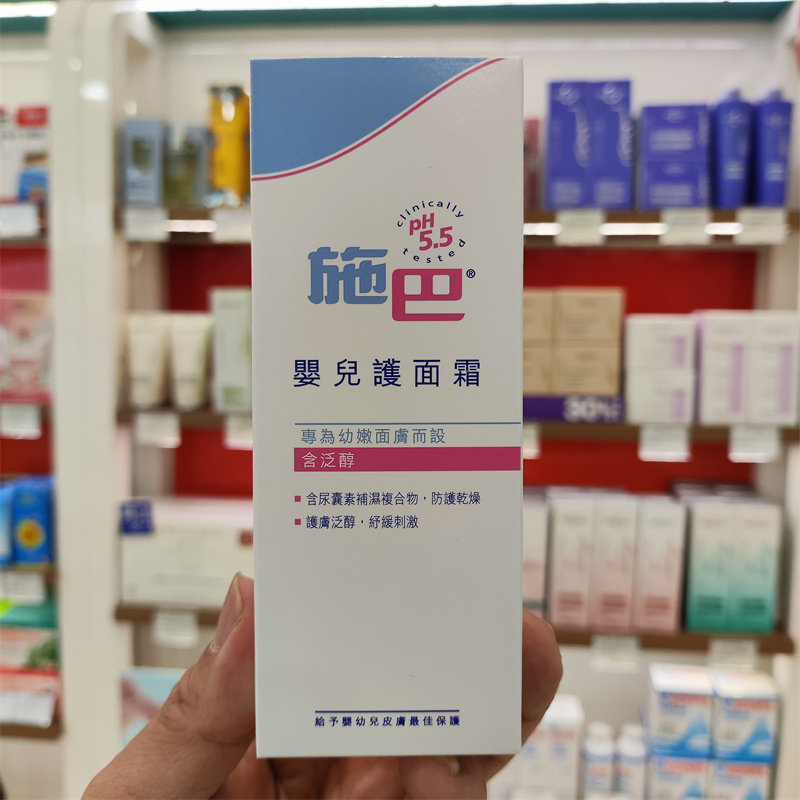 clinically
pH
5.5
tested
施巴®
嬰兒護面霜
專為幼嫩面膚而設
含泛醇
▪ 含尿囊素補濕複合物，防護乾燥
▪ 護膚泛醇，紓緩刺激
給予嬰幼兒皮膚最佳保護
50%